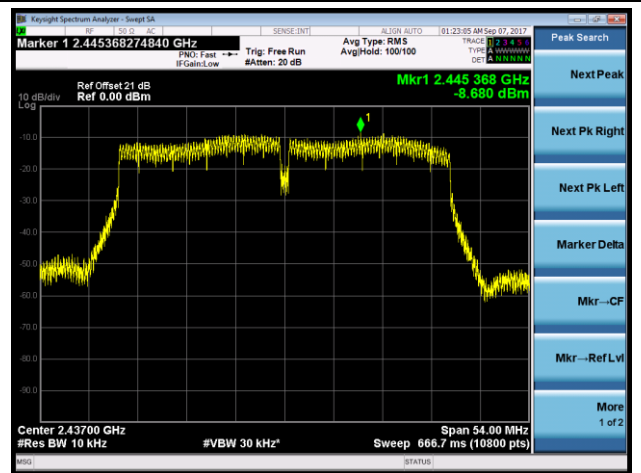 Keysight Spectrum Analyzer - Swept SA
RF 50 Ω AC SENSE:INT ALIGN AUTO 01:23:05 AM Sep 07, 2017
Marker 1 2.445368274840 GHz
PNO: Fast
IFGain:Low
Trig: Free Run
#Atten: 20 dB
Avg Type: RMS
Avg|Hold: 100/100
TRACE 1 2 3 4 5 6
TYPE A WWWWW
DET A N N N N N
Peak Search
Ref Offset 21 dB
10 dB/div Ref 0.00 dBm
Log
Mkr1 2.445 368 GHz
-8.680 dBm
1
-10.0
-20.0
-30.0
-40.0
-50.0
-60.0
-70.0
-80.0
-90.0
Center 2.43700 GHz Span 54.00 MHz
#Res BW 10 kHz #VBW 30 kHz* Sweep 666.7 ms (10800 pts)
Next Peak
Next Pk Right
Next Pk Left
Marker Delta
Mkr→CF
Mkr→Ref Lvl
More
1 of 2
MSG STATUS